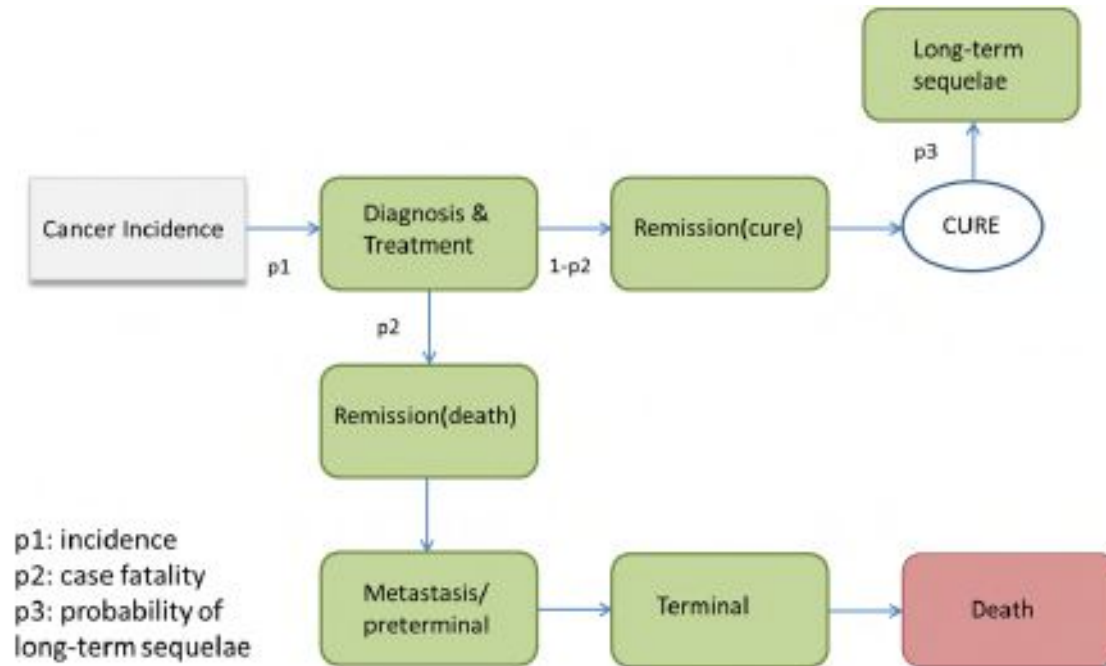 Long-term
sequelae
p3
Cancer Incidence
p1
Diagnosis &
Treatment
1-p2
Remission(cure)
CURE
p2
Remission(death)
Metastasis/
preterminal
Terminal
Death
p1: incidence
p2: case fatality
p3: probability of
long-term sequelae